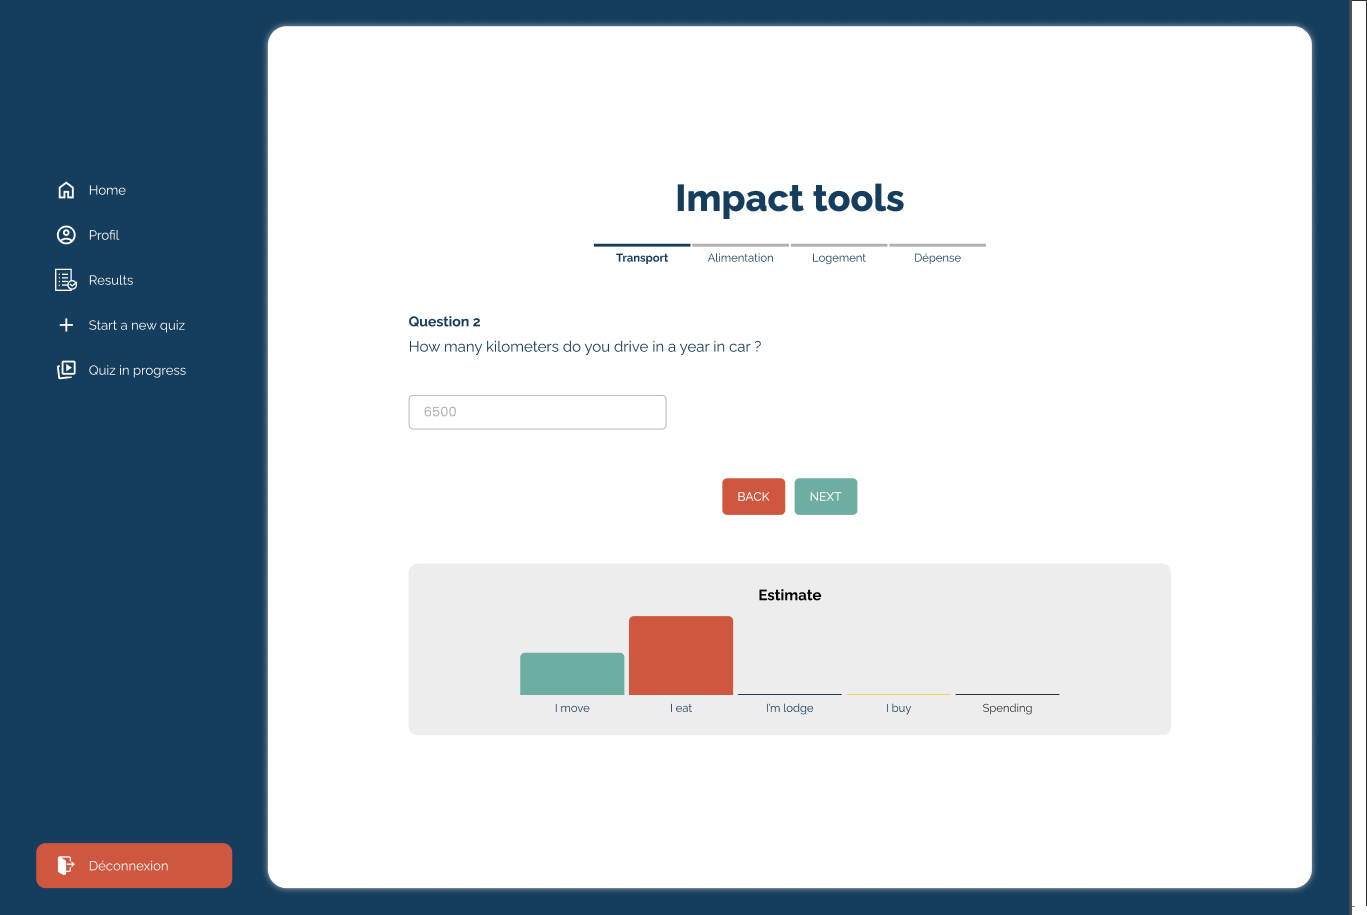 Home
Profil
Results
Start a new quiz
Quiz in progress
Déconnexion
Impact tools
Transport
Alimentation
Logement
Dépense
Question 2
How many kilometers do you drive in a year in car ?
6500
BACK
NEXT
Estimate
I move
I eat
I'm lodge
I buy
Spending